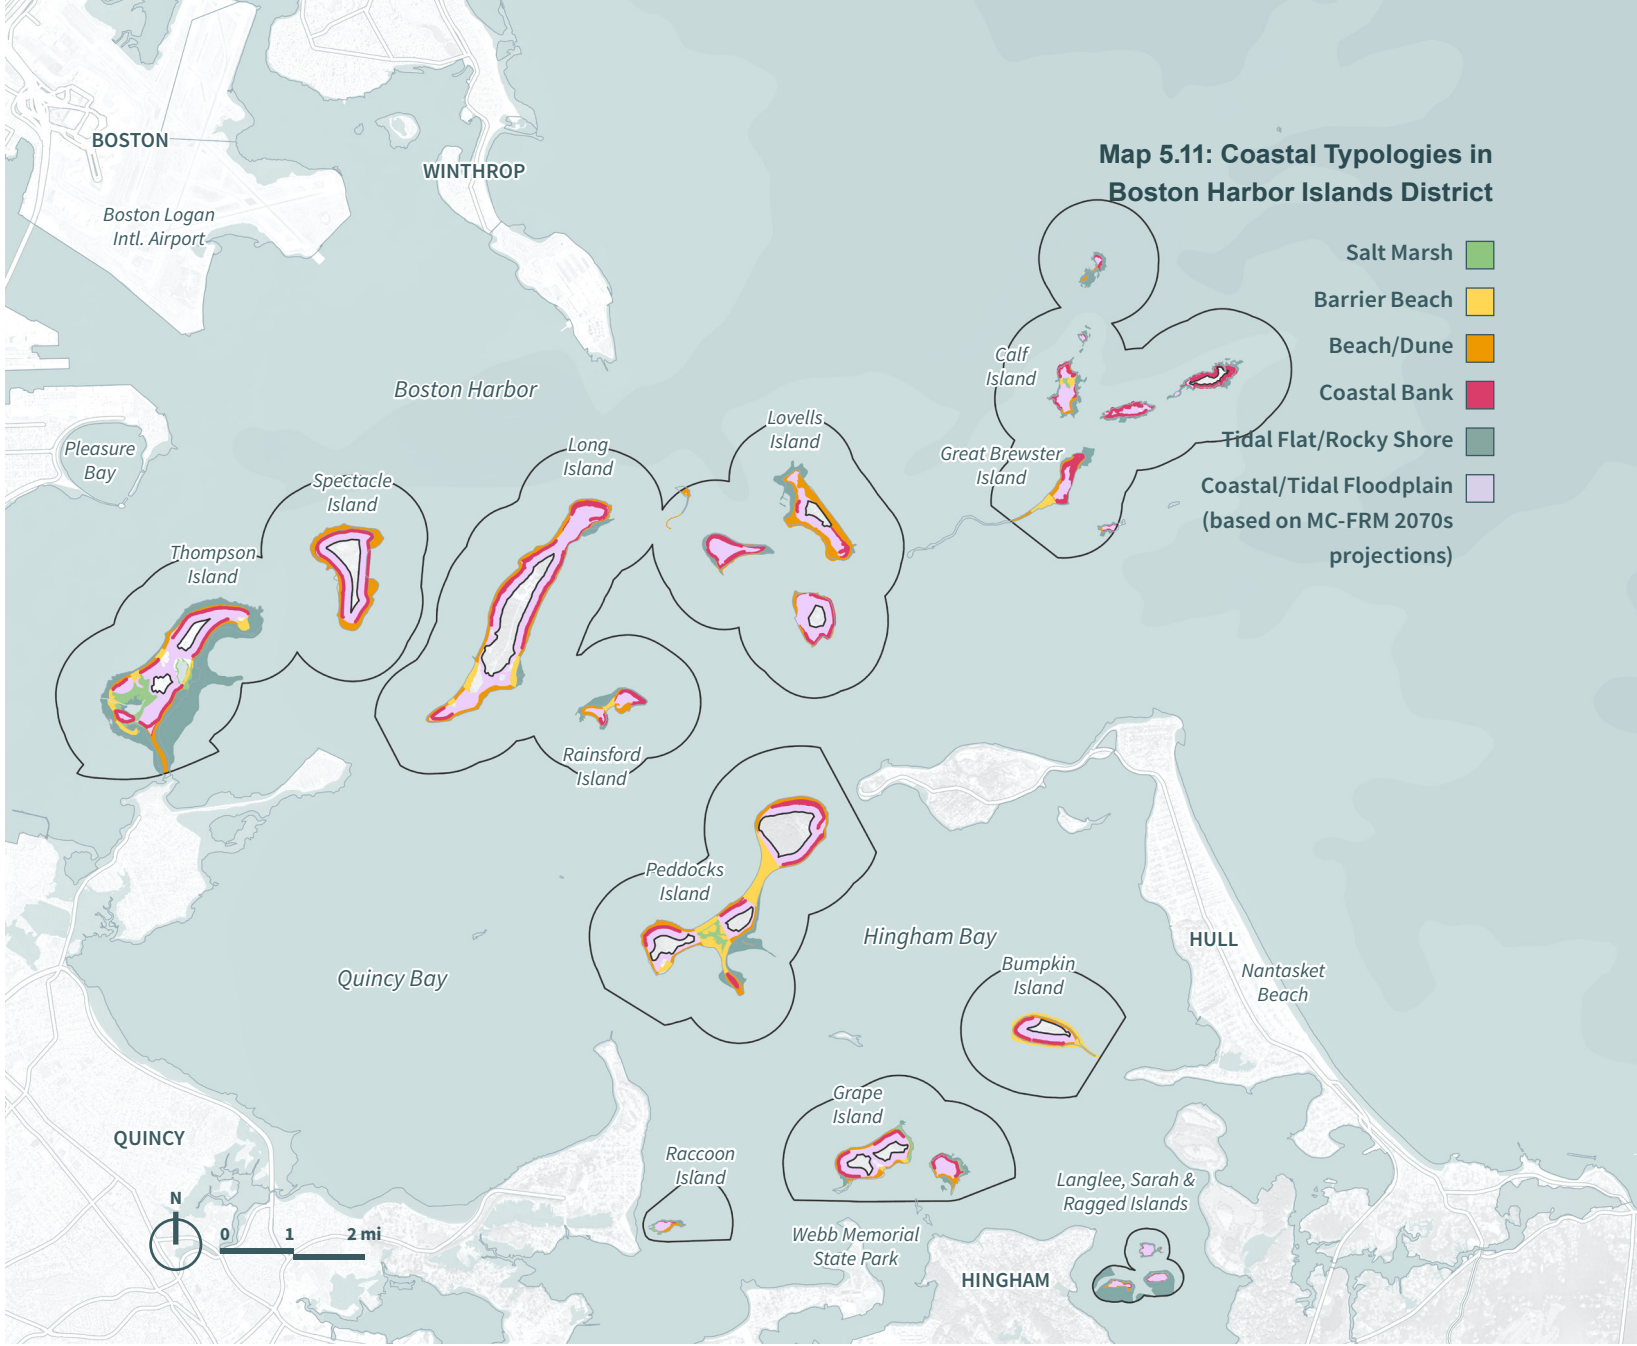 Map 5.11: Coastal Typologies in
Boston Harbor Islands District
Salt Marsh
Barrier Beach
Beach/Dune
Coastal Bank
Tidal Flat/Rocky Shore
Coastal/Tidal Floodplain
(based on MC-FRM 2070s
projections)
BOSTON
Boston Logan
Intl. Airport
WINTHROP
Boston Harbor
Pleasure
Bay
Spectacle
Island
Thompson
Island
Long
Island
Lovells
Island
Calf
Island
Great Brewster
Island
Rainsford
Island
Peddocks
Island
Hingham Bay
Quincy Bay
HULL
Nantasket
Beach
Bumpkin
Island
Grape
Island
Raccoon
Island
Langlee, Sarah &
Ragged Islands
Webb Memorial
State Park
HINGHAM
QUINCY
N
0 1 2 mi